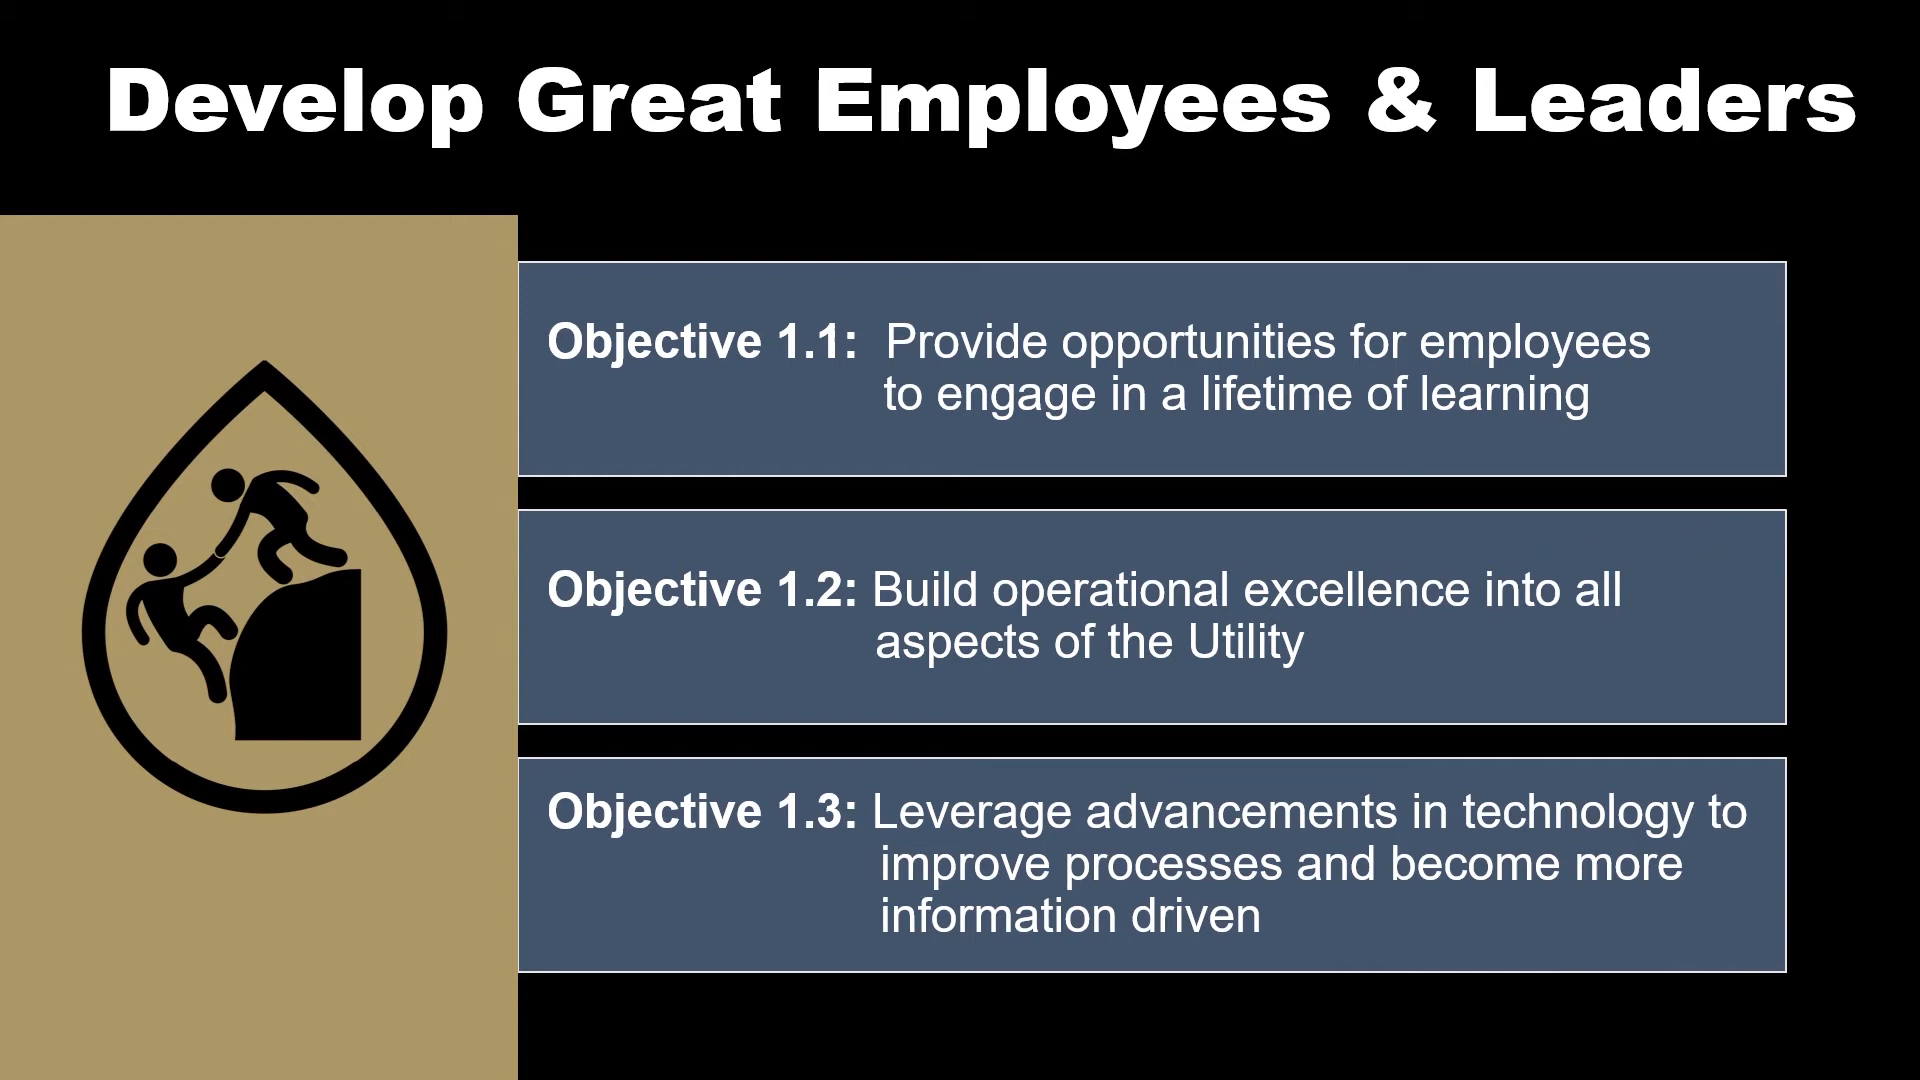 Develop Great Employees & Leaders
Objective 1.1: Provide opportunities for employees
to engage in a lifetime of learning
Objective 1.2: Build operational excellence into all
aspects of the Utility
Objective 1.3: Leverage advancements in technology to
improve processes and become more
information driven